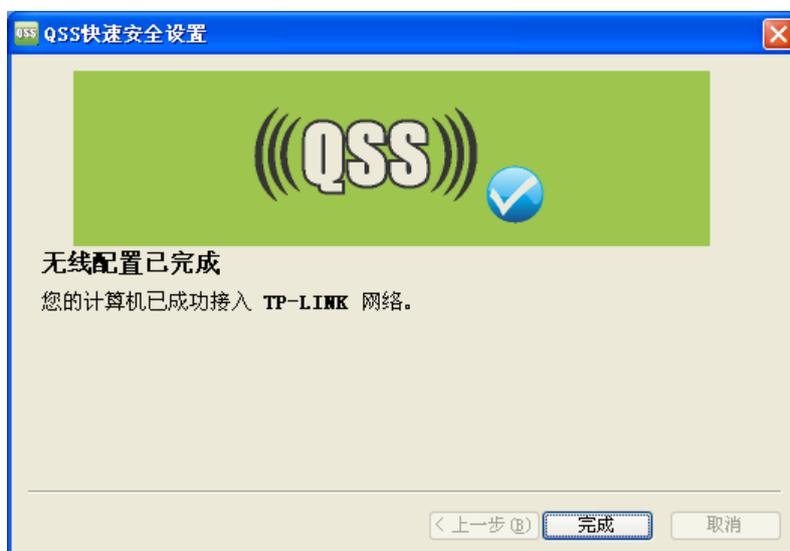 QSS QSS快速安全设置
QSS
无线配置已完成
您的计算机已成功接入 TP-LINK 网络。
< 上一步(B) 完成 取消